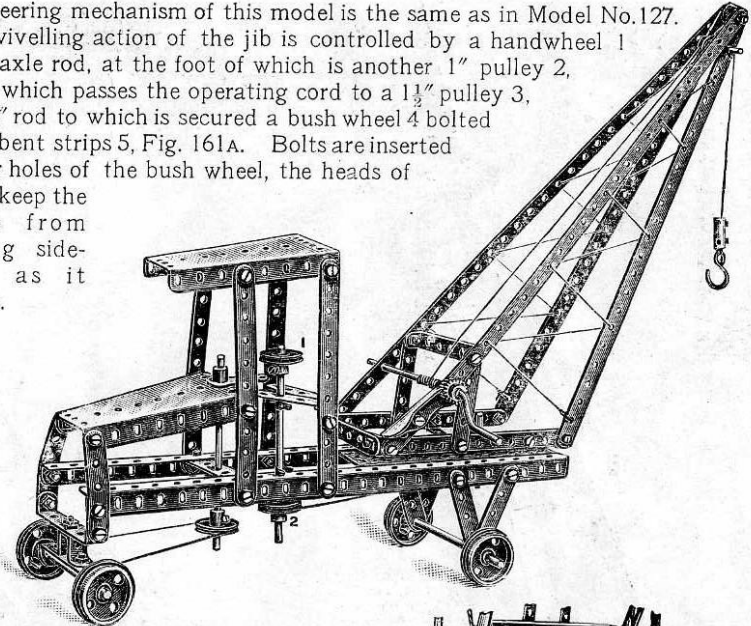 eering mechanism of this model is the same as in Model No. 127.
vivelling action of the jib is controlled by a handwheel 1
axle rod, at the foot of which is another 1″ pulley 2,
which passes the operating cord to a 1½″ pulley 3,
″ rod to which is secured a bush wheel 4 bolted
bent strips 5, Fig. 161A. Bolts are inserted
r holes of the bush wheel, the heads of
keep the
from
g side-
as it
1
2